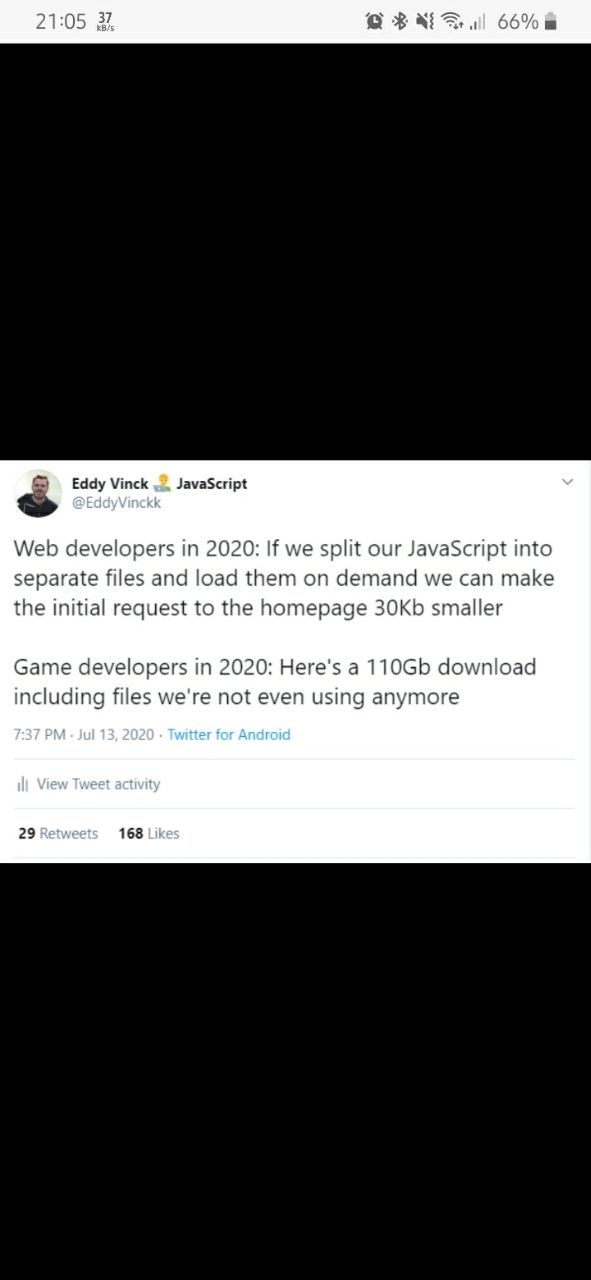 21:05 37 KB/s 66%
Eddy Vinck 👨‍💻 JavaScript
@EddyVinckk
Web developers in 2020: If we split our JavaScript into
separate files and load them on demand we can make
the initial request to the homepage 30Kb smaller
Game developers in 2020: Here's a 110Gb download
including files we're not even using anymore
7:37 PM · Jul 13, 2020 · Twitter for Android
View Tweet activity
29 Retweets 168 Likes